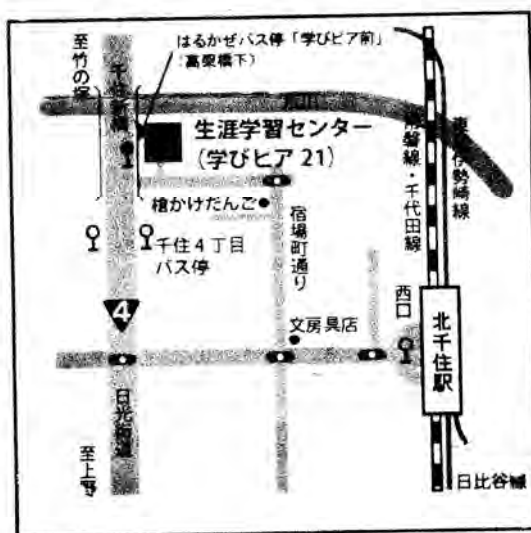 はるかぜバス停「学びピア前」
(高架橋下)
至竹の塚
千住新橋
荒川
生涯学習センター
(学びピア 21)
常磐線・千代田線
伊勢崎線
槍かけだんご
宿場町通り
千住4丁目
バス停
西口
4
文房具店
北千住駅
日光街道
至上野
日比谷線